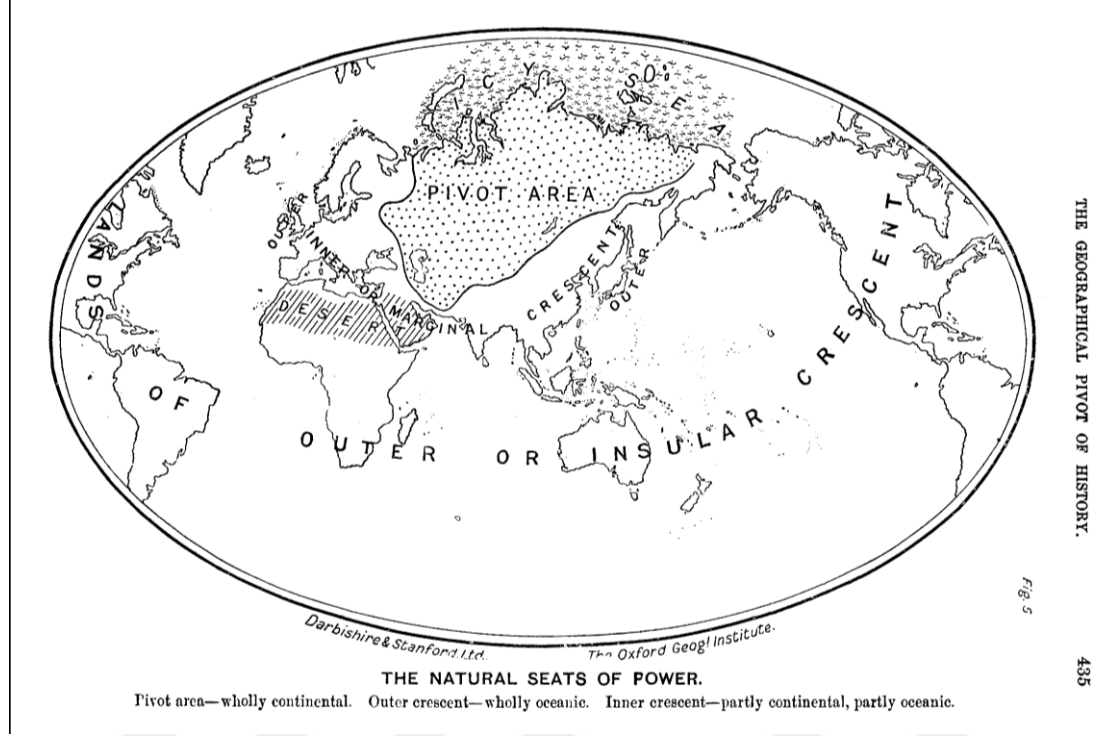 ICY SEA
PIVOT AREA
LANDS
OUTER
INNER OR MARGINAL
CRESCENT
OUTER
DESERT
OF
OUTER OR INSULAR CRESCENT
THE GEOGRAPHICAL PIVOT OF HISTORY.
Fig. 5
435
Darbishire & Stanford. Ltd.
The Oxford Geogl Institute.
THE NATURAL SEATS OF POWER.
Pivot area—wholly continental. Outer crescent—wholly oceanic. Inner crescent—partly continental, partly oceanic.